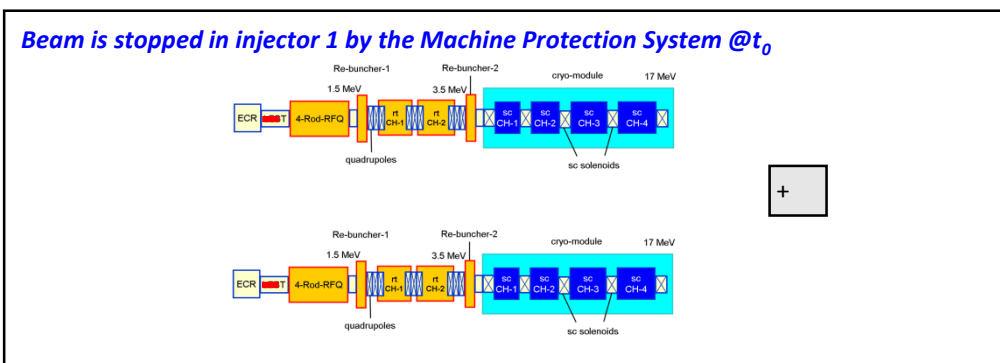 Beam is stopped in injector 1 by the Machine Protection System @t0
Re-buncher-1 Re-buncher-2 cryo-module 17 MeV
1.5 MeV 3.5 MeV
ECR 4-Rod-RFQ rt CH-1 rt CH-2 sc CH-1 sc CH-2 sc CH-3 sc CH-4
quadrupoles sc solenoids
+
Re-buncher-1 Re-buncher-2 cryo-module 17 MeV
1.5 MeV 3.5 MeV
ECR 4-Rod-RFQ rt CH-1 rt CH-2 sc CH-1 sc CH-2 sc CH-3 sc CH-4
quadrupoles sc solenoids